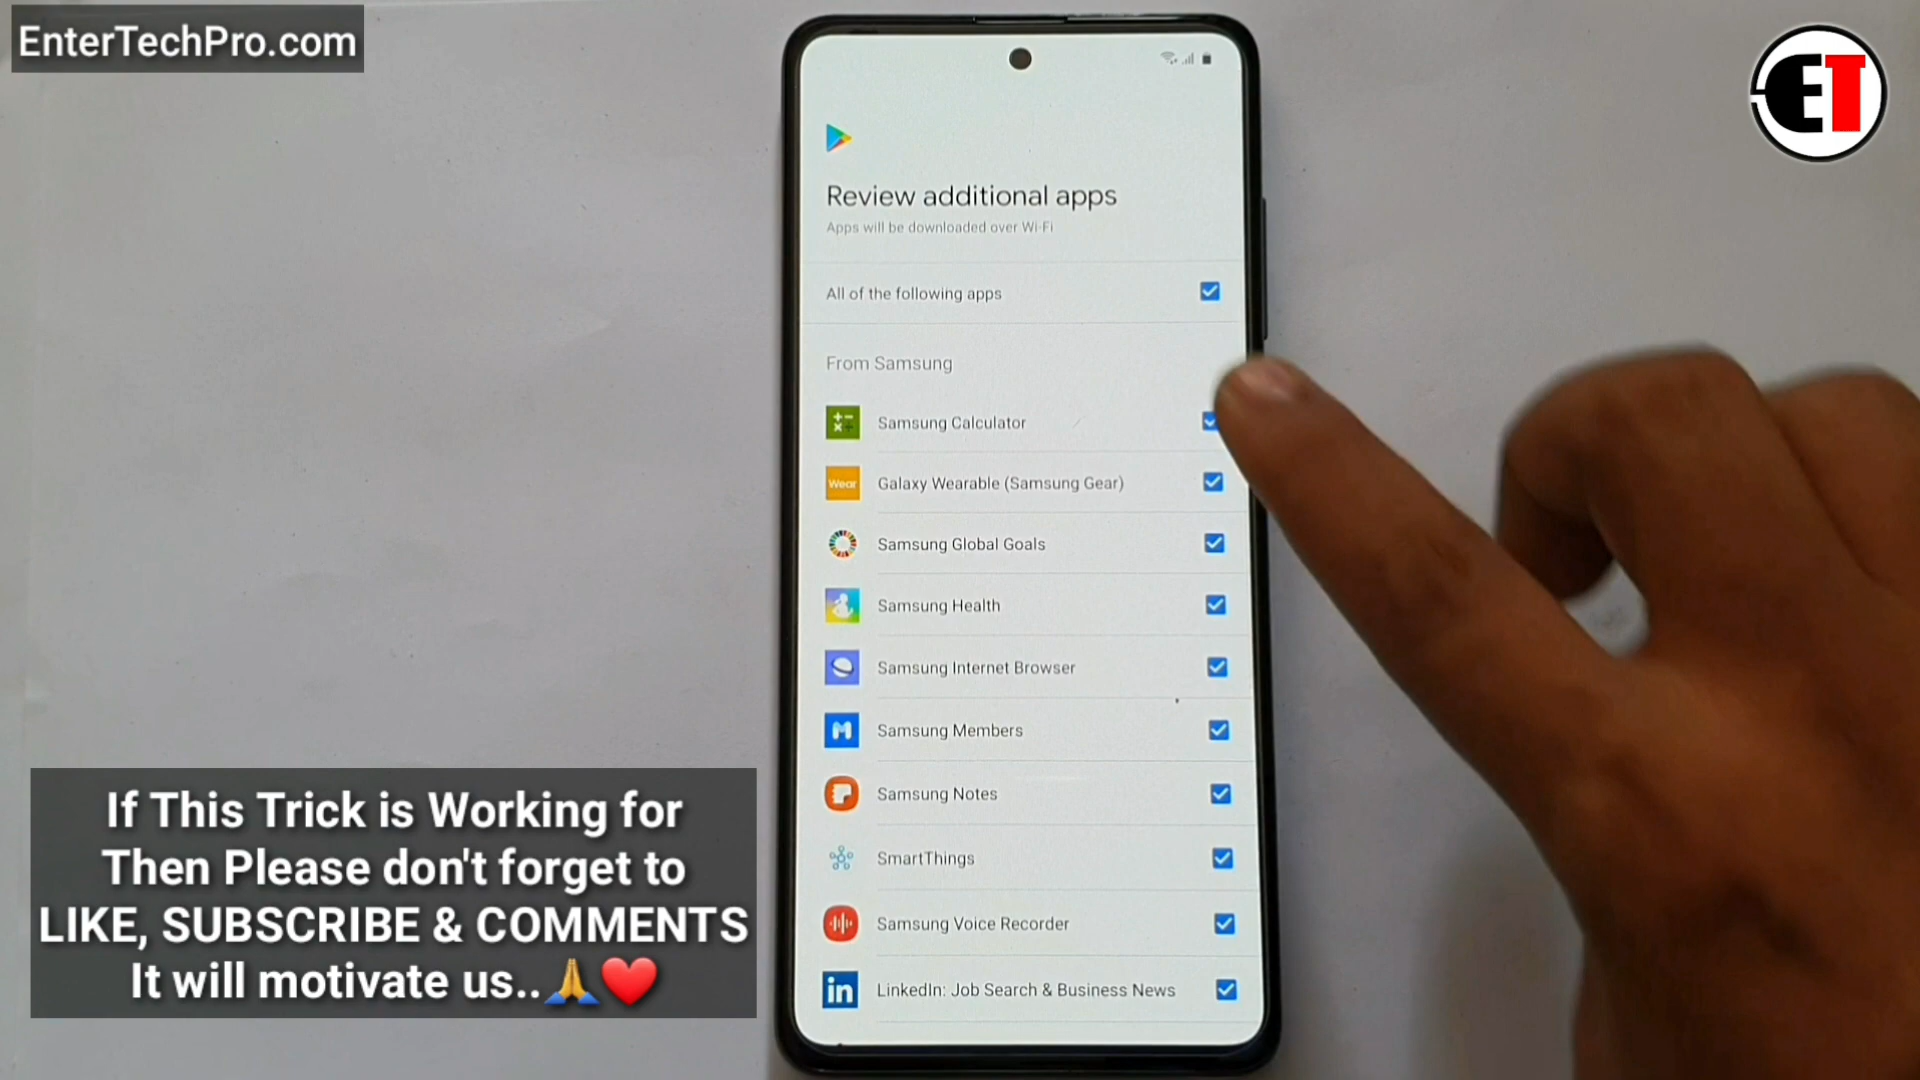 EnterTechPro.com
ET
Review additional apps
Apps will be downloaded over Wi-Fi
All of the following apps
From Samsung
Samsung Calculator
Wear
Galaxy Wearable (Samsung Gear)
Samsung Global Goals
Samsung Health
Samsung Internet Browser
Samsung Members
Samsung Notes
SmartThings
Samsung Voice Recorder
in
LinkedIn: Job Search & Business News
If This Trick is Working for
Then Please don't forget to
LIKE, SUBSCRIBE & COMMENTS
It will motivate us..🙏❤️